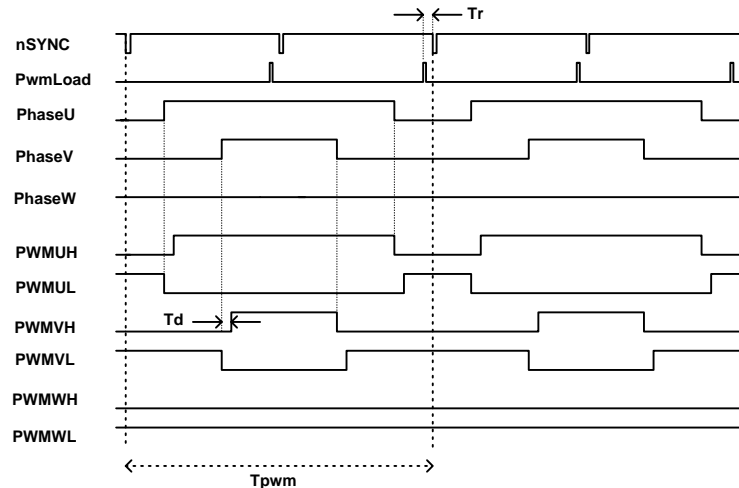 Tr
nSYNC
PwmLoad
PhaseU
PhaseV
PhaseW
PWMUH
PWMUL
Td
PWMVH
PWMVL
PWMWH
PWMWL
Tpwm